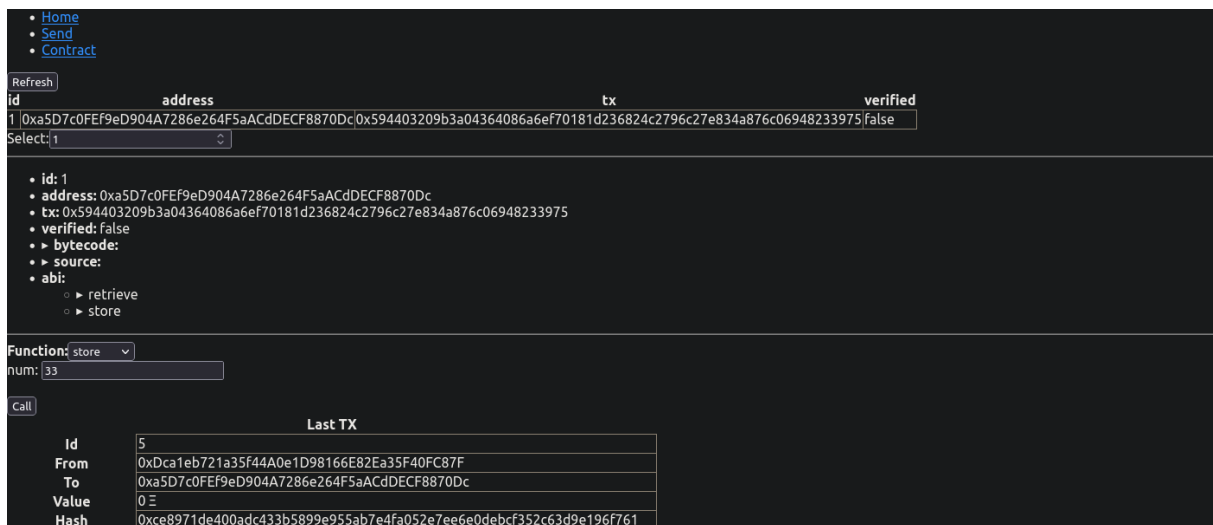 Home
Send
Contract
Refresh
id address tx verified
1 0xa5D7c0FEf9eD904A7286e264F5aACdDECF8870Dc 0x594403209b3a04364086a6ef70181d236824c2796c27e834a876c06948233975 false
Select: 1
id: 1
address: 0xa5D7c0FEf9eD904A7286e264F5aACdDECF8870Dc
tx: 0x594403209b3a04364086a6ef70181d236824c2796c27e834a876c06948233975
verified: false
bytecode:
source:
abi:
retrieve
store
Function: store
num: 33
Call
Last TX
Id 5
From 0xDca1eb721a35f44A0e1D98166E82Ea35F40FC87F
To 0xa5D7c0FEf9eD904A7286e264F5aACdDECF8870Dc
Value 0 Ξ
Hash 0xce8971de400adc433b5899e955ab7e4fa052e7ee6e0debcf352c63d9e196f761